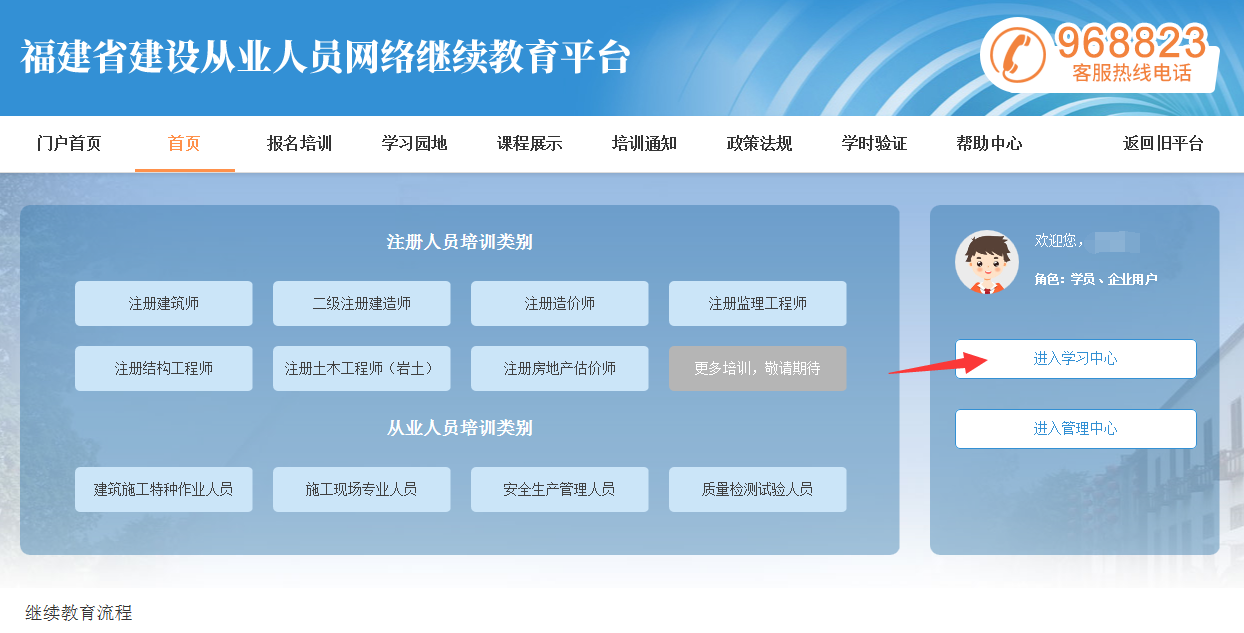 福建省建设从业人员网络继续教育平台
968823
客服热线电话
门户首页 首页 报名培训 学习园地 课程展示 培训通知 政策法规 学时验证 帮助中心 返回旧平台
注册人员培训类别
注册建筑师 二级注册建造师 注册造价师 注册监理工程师
注册结构工程师 注册土木工程师（岩土） 注册房地产估价师 更多培训，敬请期待
从业人员培训类别
建筑施工特种作业人员 施工现场专业人员 安全生产管理人员 质量检测试验人员
欢迎您，
角色：学员、企业用户
进入学习中心
进入管理中心
继续教育流程